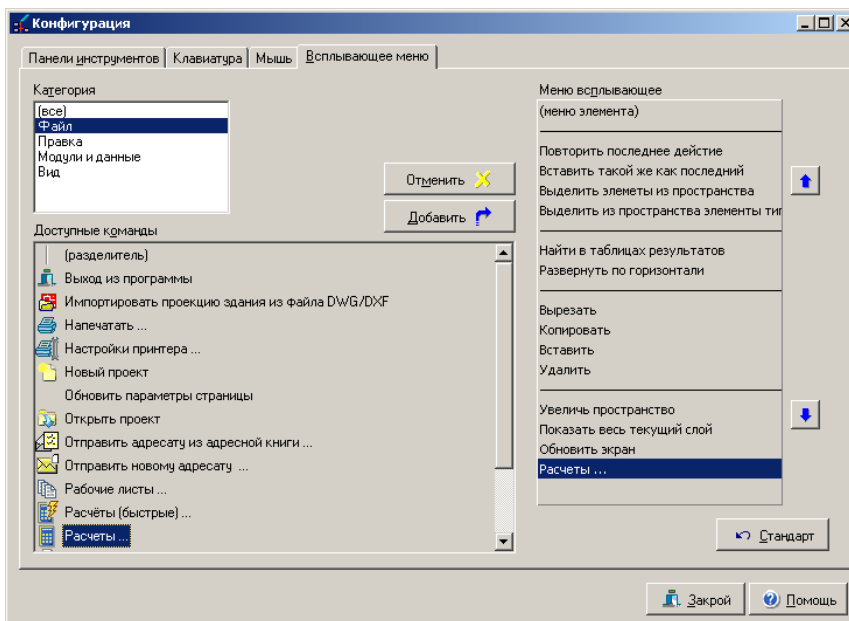 Конфигурация
Панели инструментов
Клавиатура
Мышь
Всплывающее меню
Категория
(все)
Файл
Правка
Модули и данные
Вид
Отменить
Добавить
Доступные команды
(разделитель)
Выход из программы
Импортировать проекцию здания из файла DWG/DXF
Напечатать ...
Настройки принтера ...
Новый проект
Обновить параметры страницы
Открыть проект
Отправить адресату из адресной книги ...
Отправить новому адресату ...
Рабочие листы ...
Расчёты (быстрые) ...
Расчеты ...
Меню всплывающее
(меню элемента)
Повторить последнее дейстие
Вставить такой же как последний
Выделить элеметы из пространства
Выделить из пространства элементы тип
Найти в таблицах результатов
Развернуть по горизонтали
Вырезать
Копировать
Вставить
Удалить
Увеличь пространство
Показать весь текущий слой
Обновить экран
Расчеты ...
Стандарт
Закрой
Помощь